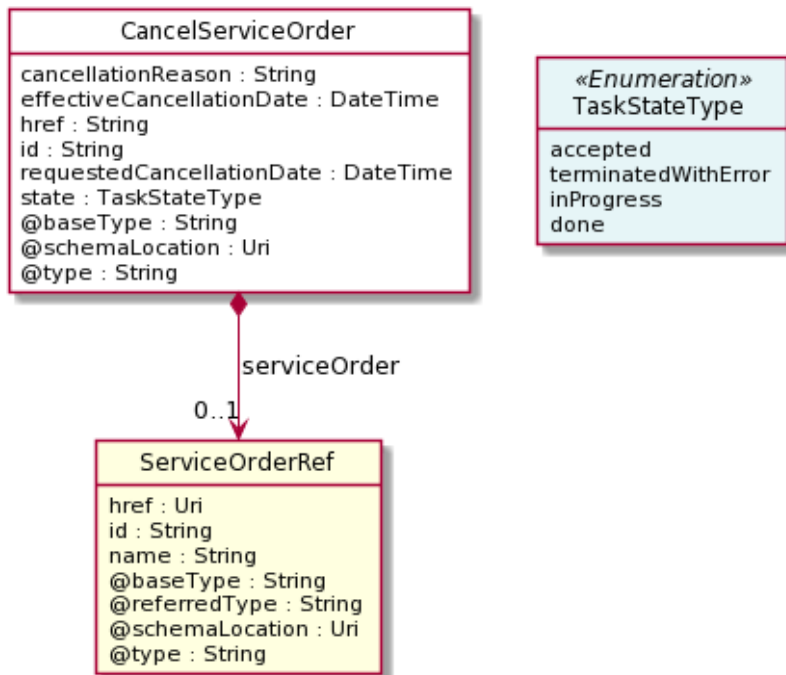 CancelServiceOrder
cancellationReason : String
effectiveCancellationDate : DateTime
href : String
id : String
requestedCancellationDate : DateTime
state : TaskStateType
@baseType : String
@schemaLocation : Uri
@type : String
«Enumeration»
TaskStateType
accepted
terminatedWithError
inProgress
done
serviceOrder
0..1
ServiceOrderRef
href : Uri
id : String
name : String
@baseType : String
@referredType : String
@schemaLocation : Uri
@type : String